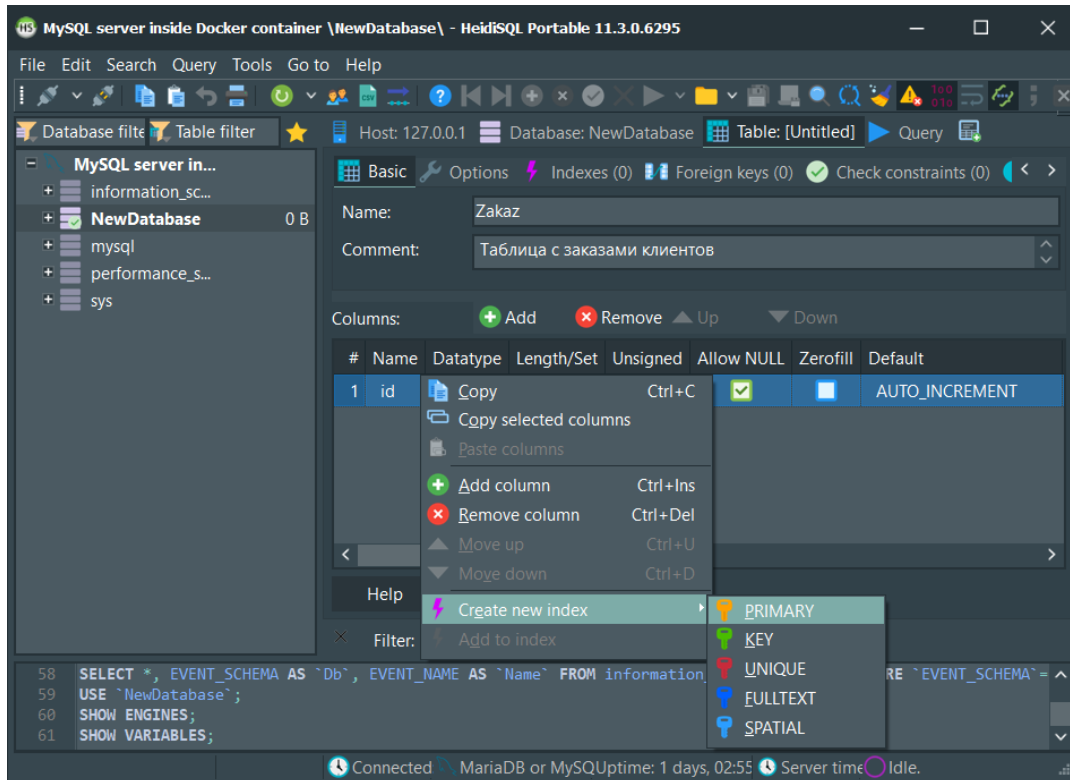 MySQL server inside Docker container \NewDatabase\ - HeidiSQL Portable 11.3.0.6295
File Edit Search Query Tools Go to Help
Database filte Table filter Host: 127.0.0.1 Database: NewDatabase Table: [Untitled] Query
MySQL server in...
information_sc...
NewDatabase 0 B
mysql
performance_s...
sys
Basic Options Indexes (0) Foreign keys (0) Check constraints (0)
Name: Zakaz
Comment: Таблица с заказами клиентов
Columns: Add Remove Up Down
# Name Datatype Length/Set Unsigned Allow NULL Zerofill Default
1 id AUTO_INCREMENT
Copy Ctrl+C
Copy selected columns
Paste columns
Add column Ctrl+Ins
Remove column Ctrl+Del
Move up Ctrl+U
Move down Ctrl+D
Create new index
Add to index
PRIMARY
KEY
UNIQUE
FULLTEXT
SPATIAL
Help
Filter:
58 SELECT *, EVENT_SCHEMA AS `Db`, EVENT_NAME AS `Name` FROM information_ RE `EVENT_SCHEMA`=
59 USE `NewDatabase`;
60 SHOW ENGINES;
61 SHOW VARIABLES;
Connected MariaDB or MySQ Uptime: 1 days, 02:55 Server time Idle.